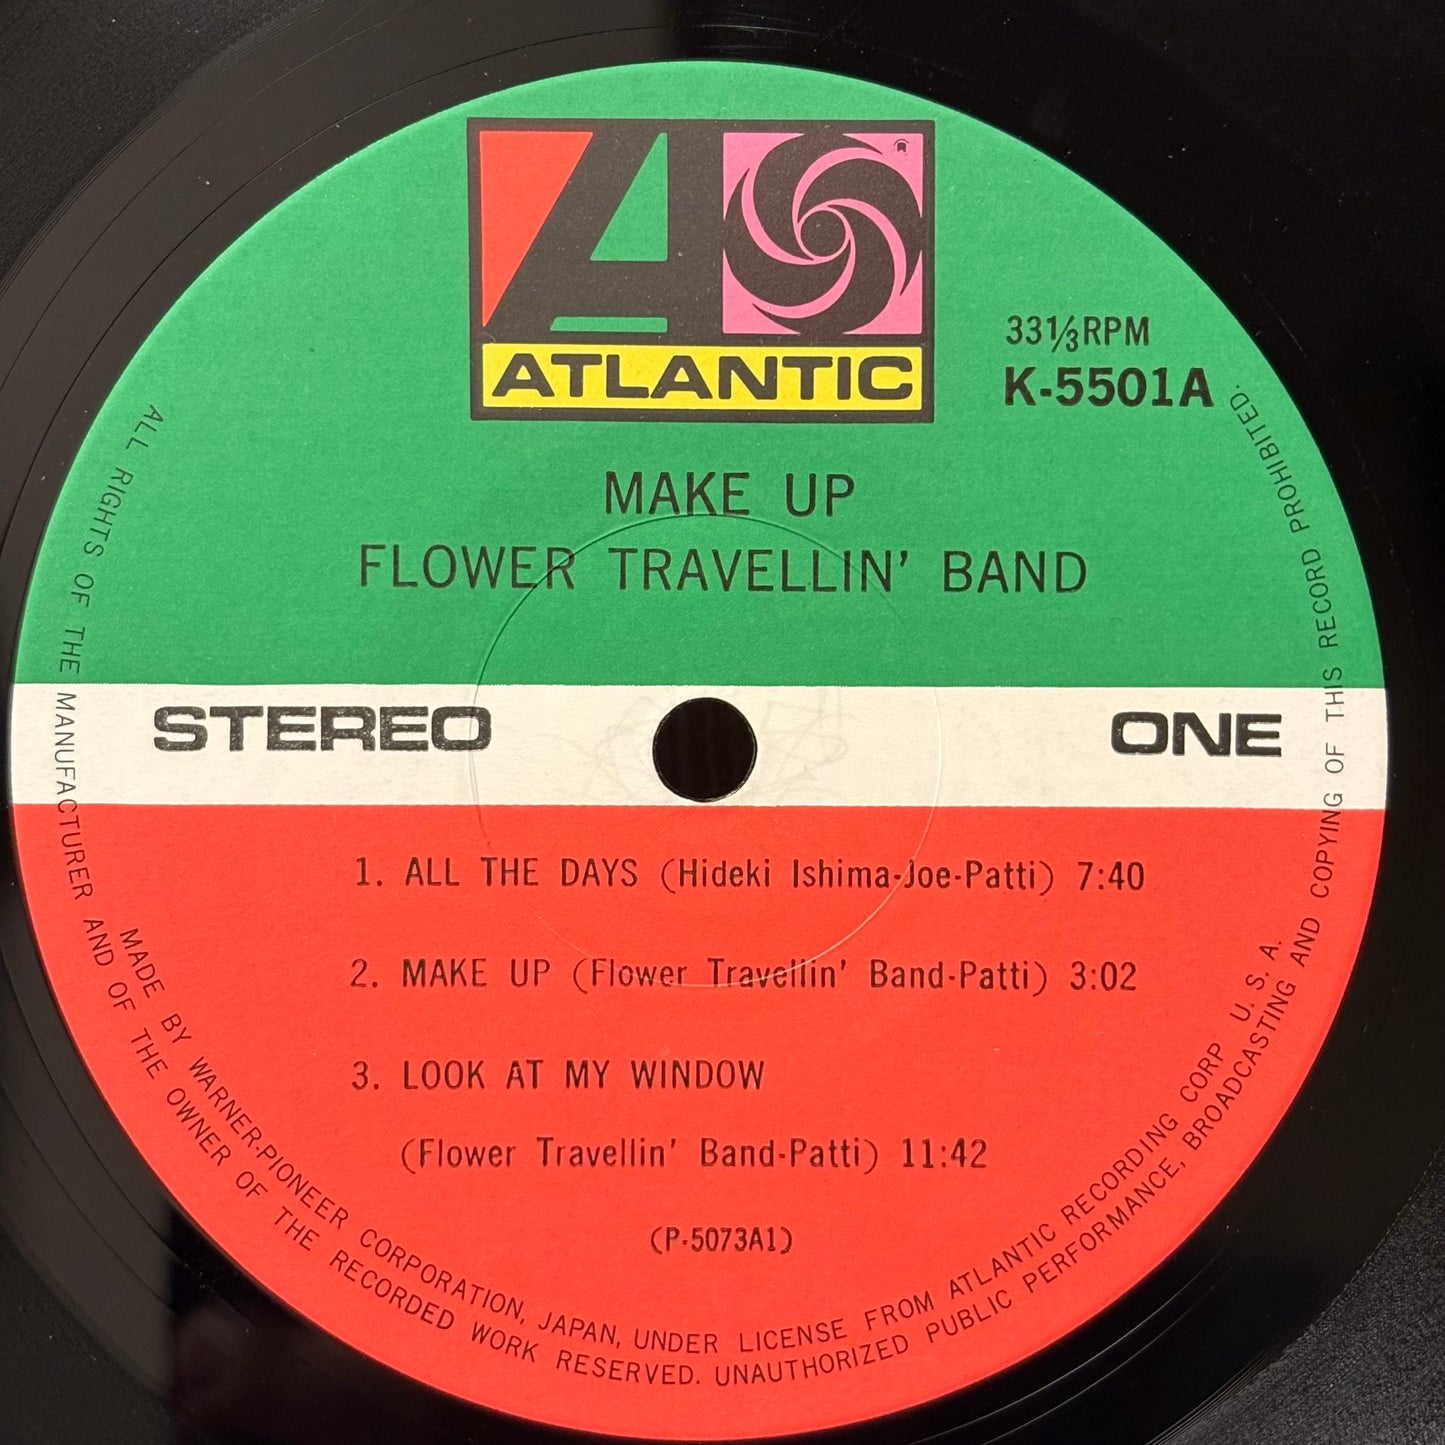 ATLANTIC
33⅓RPM
K-5501A
MAKE UP
FLOWER TRAVELLIN' BAND
STEREO
ONE
1. ALL THE DAYS (Hideki Ishima-Joe-Patti) 7:40
2. MAKE UP (Flower Travellin' Band-Patti) 3:02
3. LOOK AT MY WINDOW
(Flower Travellin' Band-Patti) 11:42
(P-5073A1)
MADE BY WARNER-PIONEER CORPORATION, JAPAN, UNDER LICENSE FROM ATLANTIC RECORDING CORP U. S. A.
ALL RIGHTS OF THE MANUFACTURER AND OF THE OWNER OF THE RECORDED WORK RESERVED. UNAUTHORIZED PUBLIC PERFORMANCE, BROADCASTING AND COPYING OF THIS RECORD PROHIBITED.